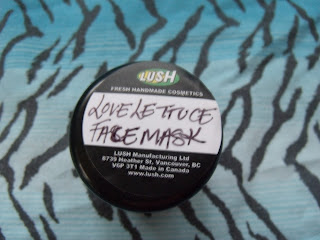 LUSH
FRESH HANDMADE COSMETICS
LOVE LETTUCE
FACE MASK
LUSH Manufacturing Ltd
8739 Heather St, Vancouver, BC
V6P 3T1 Made in Canada
www.lush.com